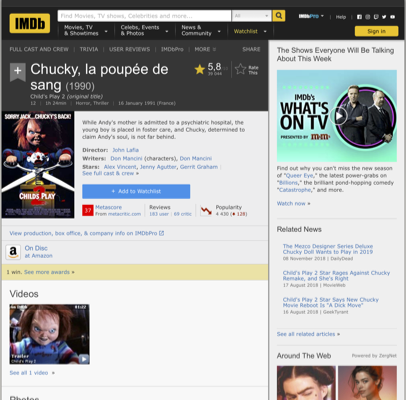 IMDb
Find Movies, TV shows, Celebrities and more...
All
IMDbPro
Help
Movies, TV & Showtimes
Celebs, Events & Photos
News & Community
Watchlist
Sign in
FULL CAST AND CREW | TRIVIA | USER REVIEWS | IMDbPro | MORE
SHARE
Chucky, la poupée de sang (1990)
5,8
Rate This
Child's Play 2 (original title)
12 | 1h 24min | Horror, Thriller | 16 January 1991 (France)
SORRY JACK...CHUCKY'S BACK!
CHILD'S PLAY 2
While Andy's mother is admitted to a psychiatric hospital, the young boy is placed in foster care, and Chucky, determined to claim Andy's soul, is not far behind.
Director: John Lafia
Writers: Don Mancini (characters), Don Mancini
Stars: Alex Vincent, Jenny Agutter, Gerrit Graham
See full cast & crew »
+ Add to Watchlist
37
Metascore
From metacritic.com
Reviews
183 user | 69 critic
Popularity
4 430 (128)
View production, box office, & company info on IMDbPro
On Disc
at Amazon
1 win. See more awards »
Videos
01:22
Trailer
See all 1 video »
Photos
The Shows Everyone Will Be Talking About This Week
IMDb's WHAT'S ON TV
PRESENTED BY M&M'S
Find out why you can't miss the new season of "Queer Eye," the latest power-grabs on "Billions," the brilliant pond-hopping comedy "Catastrophe," and more.
Watch now »
Related News
The Mezco Designer Series Deluxe Chucky Doll Wants to Play in 2019
08 November 2018 | DailyDead
Child's Play 2 Star Rages Against Chucky Remake, and She's Right
17 August 2018 | MovieWeb
Child's Play 2 Star Says New Chucky Movie Reboot Is "A Dick Move"
16 August 2018 | GeekTyrant
See all related articles »
Around The Web
Powered by Zergnet